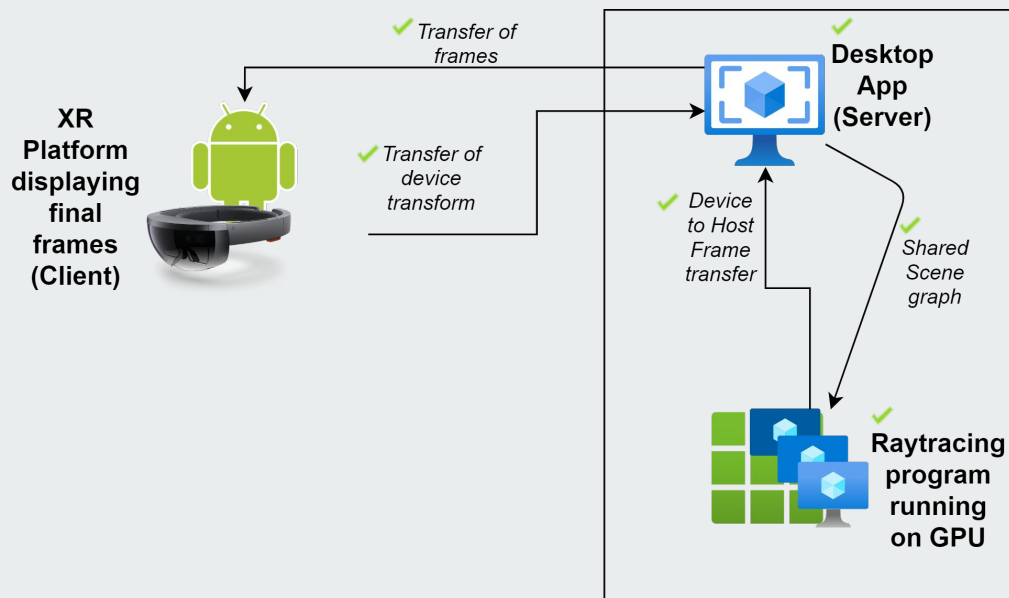 Transfer of
frames
Desktop
App
(Server)
XR
Platform
displaying
final
frames
(Client)
Transfer of
device
transform
Device
to Host
Frame
transfer
Shared
Scene
graph
Raytracing
program
running
on GPU